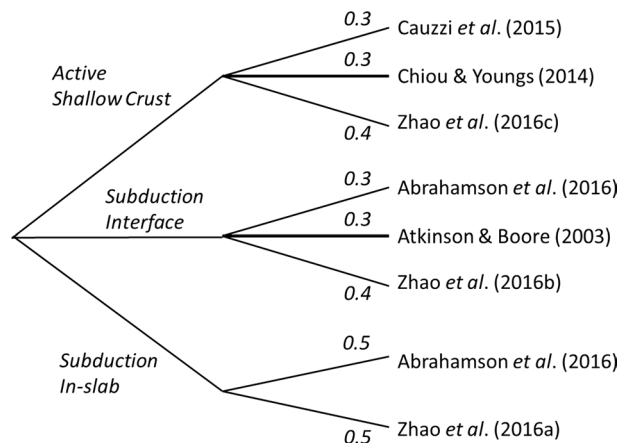 Active
Shallow Crust
0.3
Cauzzi et al. (2015)
0.3
Chiou & Youngs (2014)
0.4
Zhao et al. (2016c)
Subduction
Interface
0.3
Abrahamson et al. (2016)
0.3
Atkinson & Boore (2003)
0.4
Zhao et al. (2016b)
Subduction
In-slab
0.5
Abrahamson et al. (2016)
0.5
Zhao et al. (2016a)